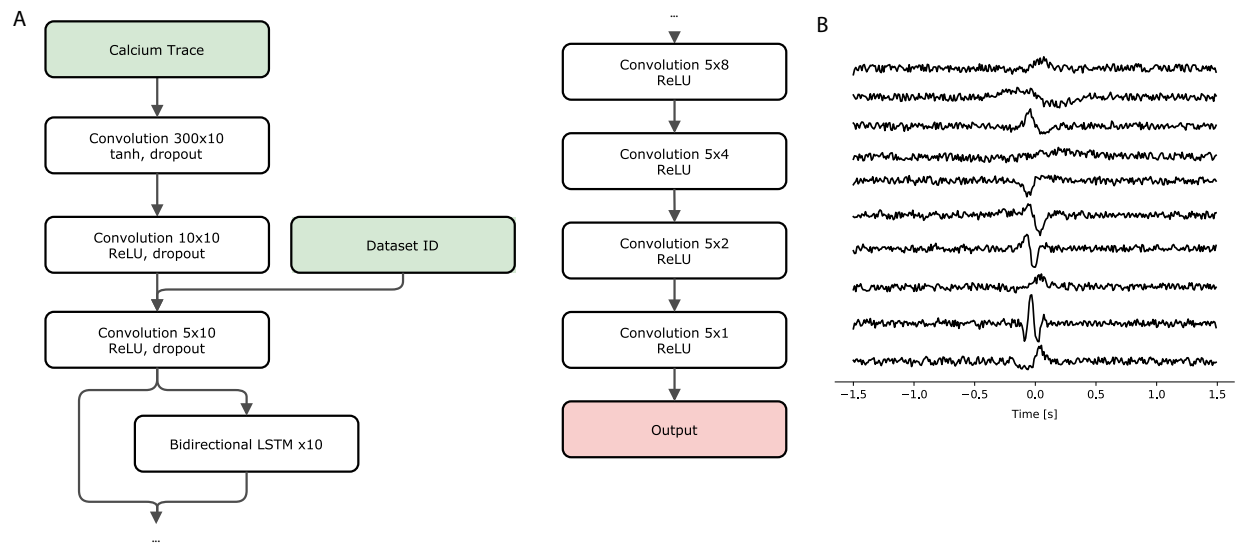 A
Calcium Trace
Convolution 300x10
tanh, dropout
Convolution 10x10
ReLU, dropout
Dataset ID
Convolution 5x10
ReLU, dropout
Bidirectional LSTM x10
...
...
Convolution 5x8
ReLU
Convolution 5x4
ReLU
Convolution 5x2
ReLU
Convolution 5x1
ReLU
Output
B
−1.5 −1.0 −0.5 0.0 0.5 1.0 1.5
Time [s]